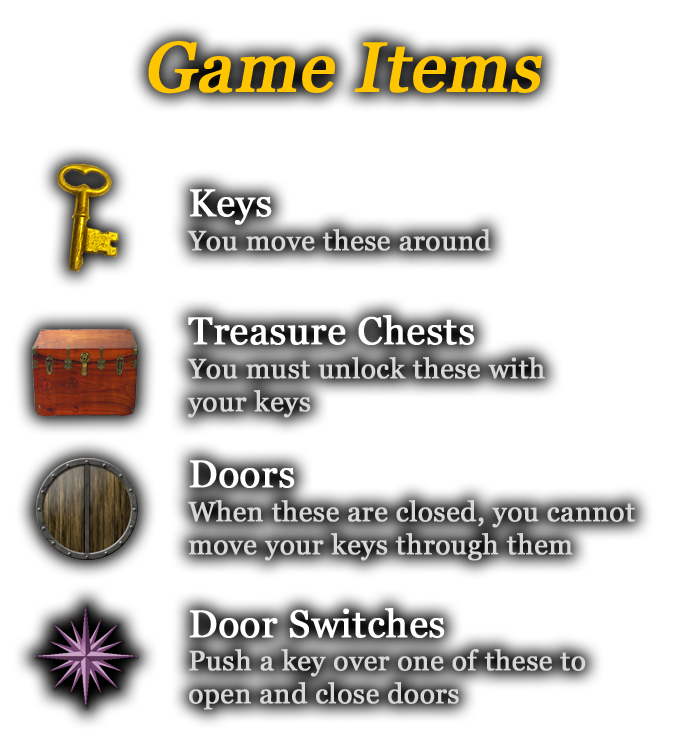 Game Items
Keys
You move these around
Treasure Chests
You must unlock these with
your keys
Doors
When these are closed, you cannot
move your keys through them
Door Switches
Push a key over one of these to
open and close doors